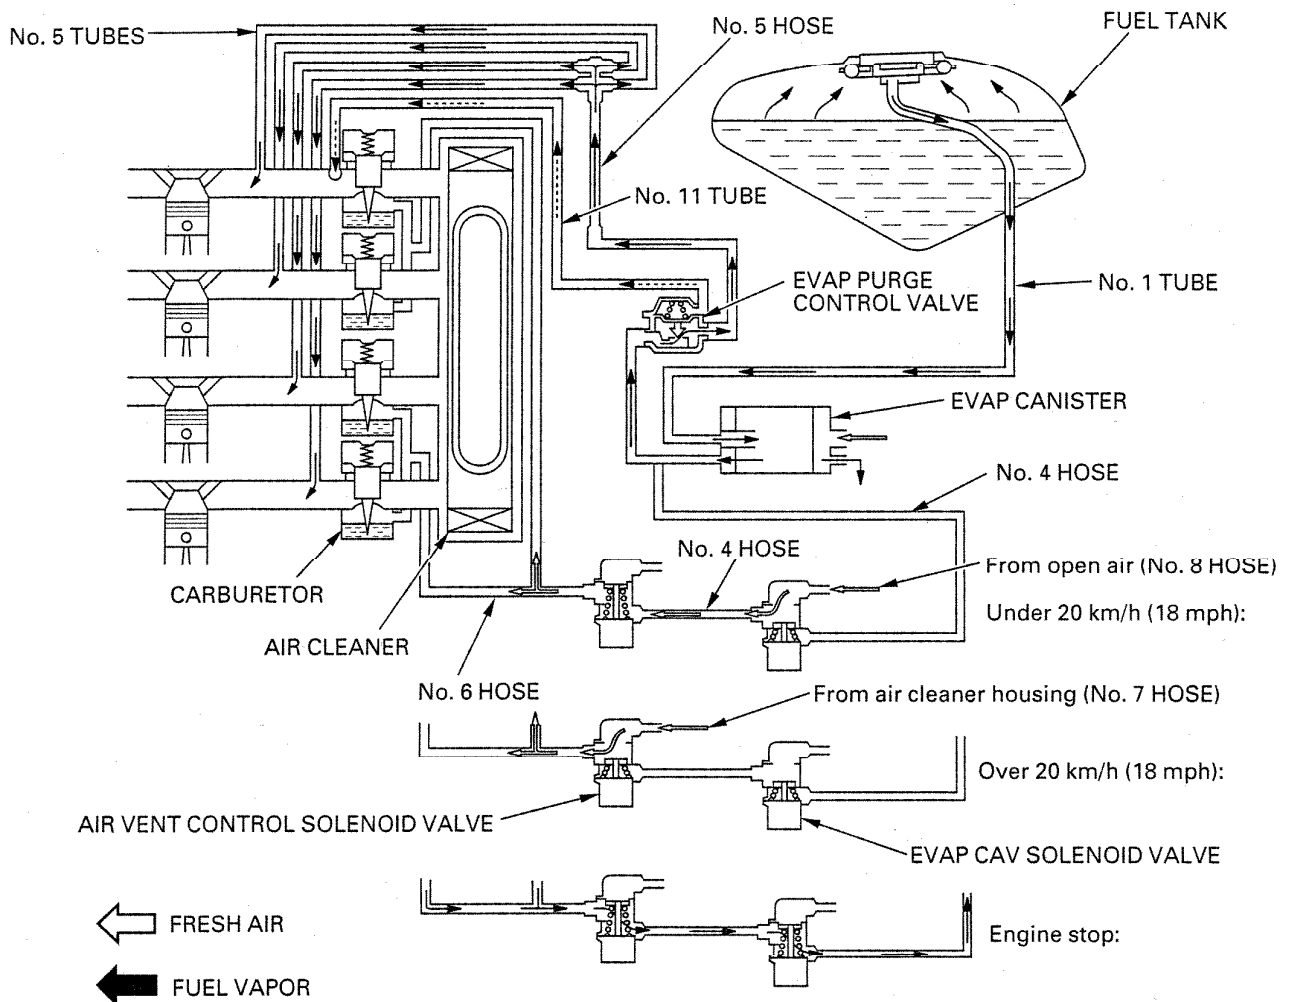 No. 5 TUBES
No. 5 HOSE
FUEL TANK
No. 11 TUBE
EVAP PURGE
CONTROL VALVE
No. 1 TUBE
EVAP CANISTER
No. 4 HOSE
No. 4 HOSE
From open air (No. 8 HOSE)
Under 20 km/h (18 mph):
CARBURETOR
AIR CLEANER
No. 6 HOSE
From air cleaner housing (No. 7 HOSE)
Over 20 km/h (18 mph):
AIR VENT CONTROL SOLENOID VALVE
EVAP CAV SOLENOID VALVE
FRESH AIR
Engine stop:
FUEL VAPOR